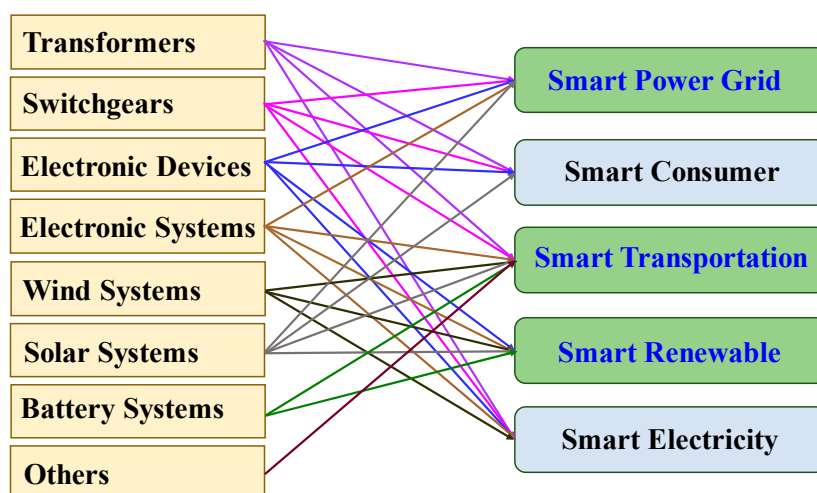 Transformers
Switchgears
Electronic Devices
Electronic Systems
Wind Systems
Solar Systems
Battery Systems
Others
Smart Power Grid
Smart Consumer
Smart Transportation
Smart Renewable
Smart Electricity